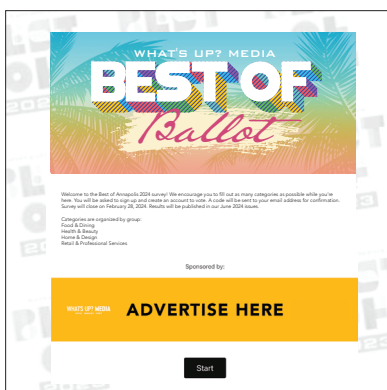 WHAT'S UP? MEDIA
BEST OF
Ballot
Welcome to the Best of Annapolis 2024 survey! We encourage you to fill out as many categories as possible while you're
here. You will be asked to sign up and create an account to vote. A code will be sent to your email address for confirmation.
Survey will close on February 28, 2024. Results will be published in our June 2024 issues.
Categories are organized by group:
Food & Dining
Health & Beauty
Home & Design
Retail & Professional Services
Sponsored by:
WHAT'S UP? MEDIA
ADVERTISE HERE
Start